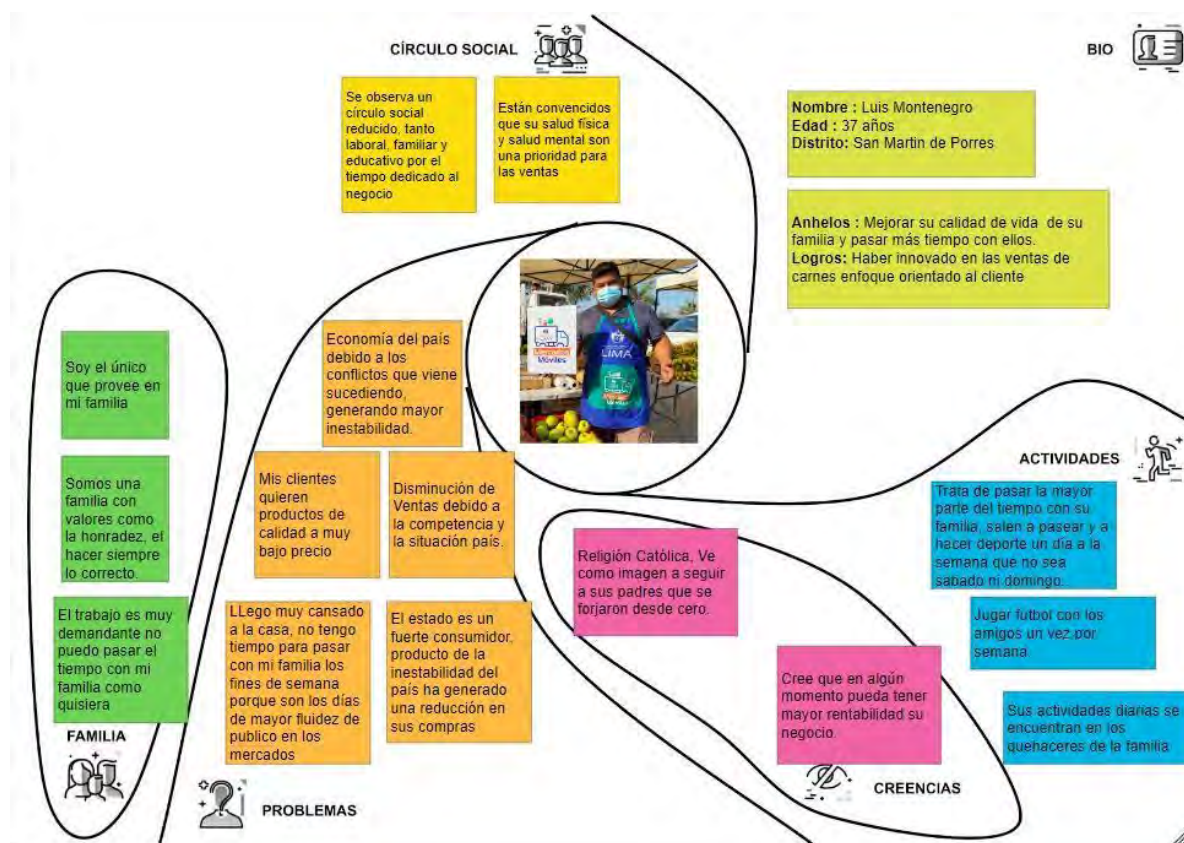 CÍRCULO SOCIAL
Se observa un
círculo social
reducido, tanto
laboral, familiar y
educativo por el
tiempo dedicado al
negocio
Están convencidos
que su salud física
y salud mental son
una prioridad para
las ventas
BIO
Nombre : Luis Montenegro
Edad : 37 años
Distrito: San Martin de Porres
Anhelos : Mejorar su calidad de vida de su
familia y pasar más tiempo con ellos.
Logros: Haber innovado en las ventas de
carnes enfoque orientado al cliente
Móviles
LIMA
Soy el único
que provee en
mi familia
Somos una
familia con
valores como
la honradez, el
hacer siempre
lo correcto.
El trabajo es muy
demandante no
puedo pasar el
tiempo con mi
familia como
quisiera
FAMILIA
Economía del país
debido a los
conflictos que viene
sucediendo,
generando mayor
inestabilidad.
Mis clientes
quieren
productos de
calidad a muy
bajo precio
Disminución de
Ventas debido a
la competencia y
la situación país.
LLego muy cansado
a la casa, no tengo
tiempo para pasar
con mi familia los
fines de semana
porque son los días
de mayor fluidez de
publico en los
mercados
El estado es un
fuerte consumidor,
producto de la
inestabilidad del
país ha generado
una reducción en
sus compras
PROBLEMAS
Religión Católica, Ve
como imagen a seguir
a sus padres que se
forjaron desde cero.
Cree que en algún
momento pueda tener
mayor rentabilidad su
negocio.
CREENCIAS
ACTIVIDADES
Trata de pasar la mayor
parte del tiempo con su
familia, salen a pasear y a
hacer deporte un día a la
semana que no sea
sabado ni domingo.
Jugar futbol con los
amigos un vez por
semana
Sus actividades diarias se
encuentran en los
quehaceres de la familia